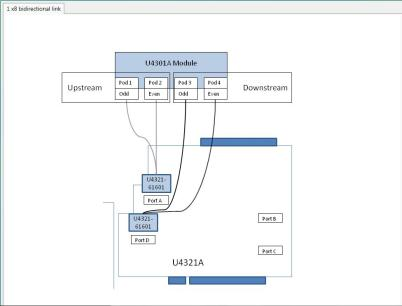 1 x8 bidirectional link
U4301A Module
Upstream
Pod 1
Pod 2
Pod 3
Pod 4
Downstream
Odd
Even
Odd
Even
U4321-
61601
Port A
U4321-
61601
Port B
Port D
Port C
U4321A